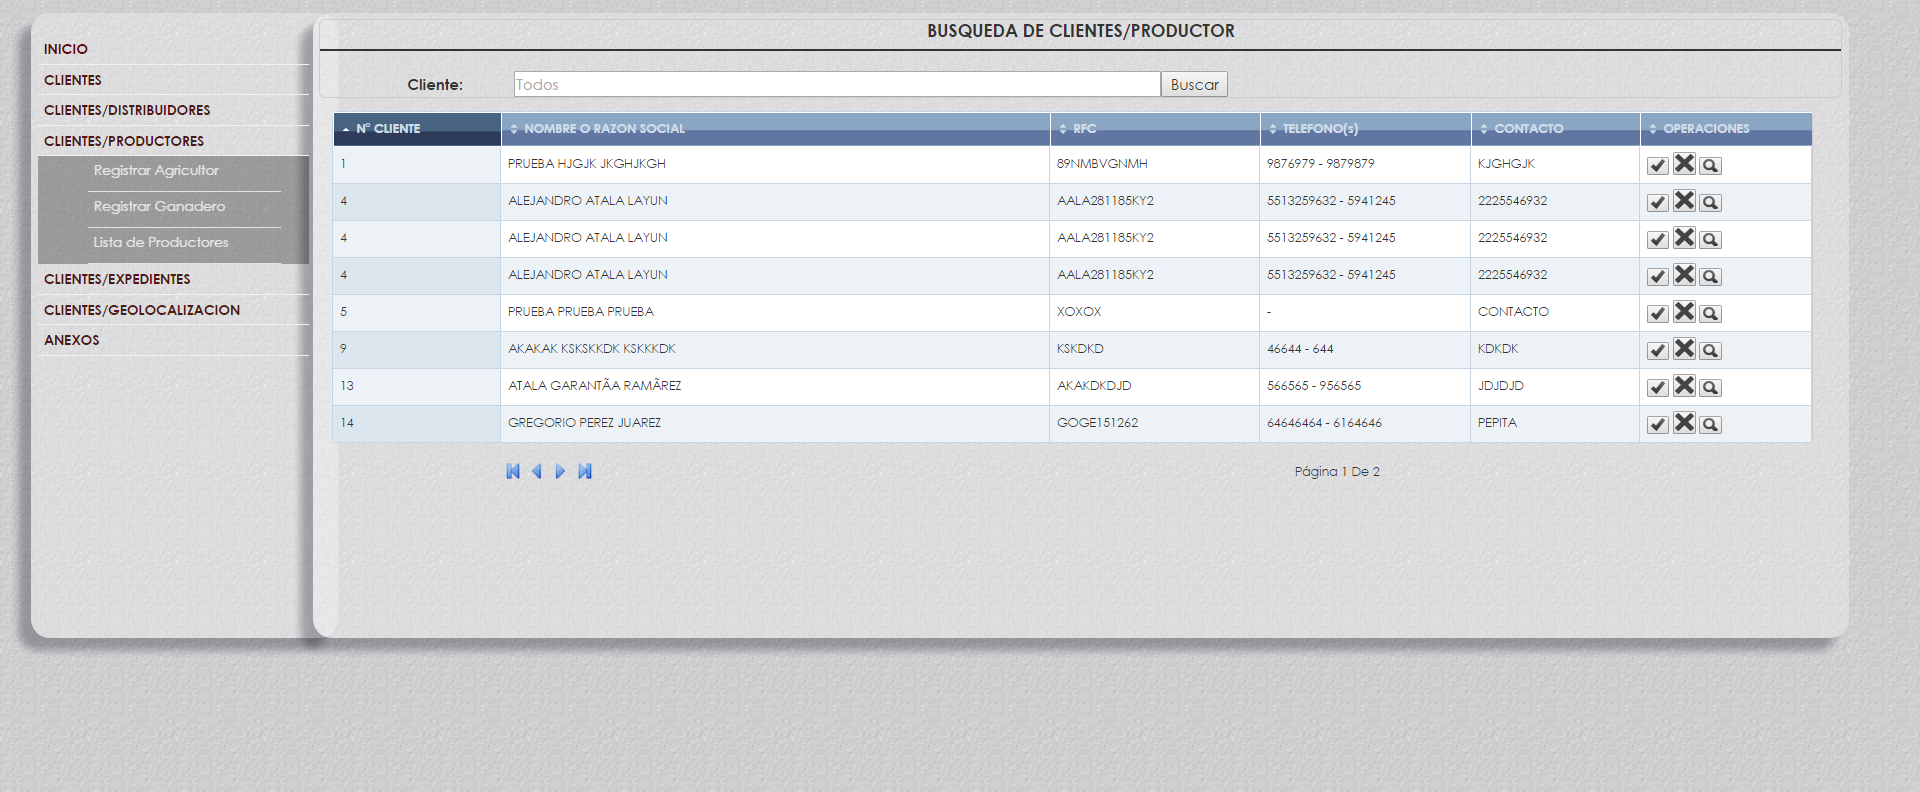 INICIO
CLIENTES
CLIENTES/DISTRIBUIDORES
CLIENTES/PRODUCTORES
Registrar Agricultor
Registrar Ganadero
Lista de Productores
CLIENTES/EXPEDIENTES
CLIENTES/GEOLOCALIZACION
ANEXOS
BUSQUEDA DE CLIENTES/PRODUCTOR
Cliente: Todos Buscar
N° CLIENTE NOMBRE O RAZON SOCIAL RFC TELEFONO(s) CONTACTO OPERACIONES
1 PRUEBA HJGJK JKGHJKGH 89NMBVGNMH 9876979 - 9879879 KJGHGJK
4 ALEJANDRO ATALA LAYUN AALA281185KY2 5513259632 - 5941245 2225546932
4 ALEJANDRO ATALA LAYUN AALA281185KY2 5513259632 - 5941245 2225546932
4 ALEJANDRO ATALA LAYUN AALA281185KY2 5513259632 - 5941245 2225546932
5 PRUEBA PRUEBA PRUEBA XOXOX - CONTACTO
9 AKAKAK KSKSKKDK KSKKKDK KSKDKD 46644 - 644 KDKDK
13 ATALA GARANTÃA RAMÃREZ AKAKDKDJD 566565 - 956565 JDJDJD
14 GREGORIO PEREZ JUAREZ GOGE151262 64646464 - 6164646 PEPITA
Página 1 De 2